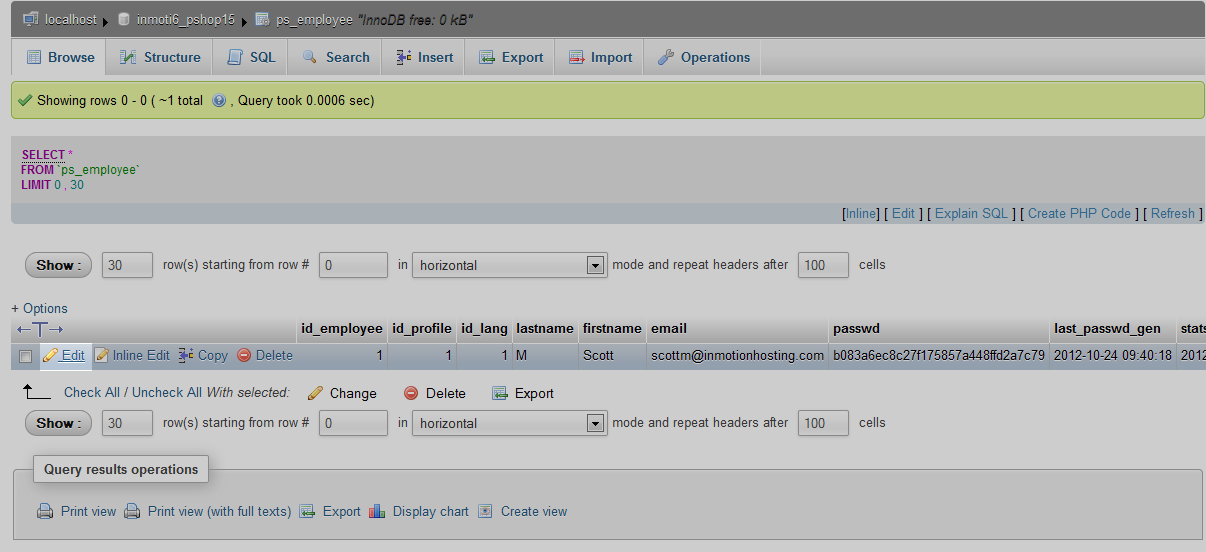 localhost inmoti6_pshop15 ps_employee "InnoDB free: 0 kB"
Browse Structure SQL Search Insert Export Import Operations
Showing rows 0 - 0 ( ~1 total , Query took 0.0006 sec)
SELECT *
FROM `ps_employee`
LIMIT 0 , 30
[Inline] [ Edit ] [ Explain SQL ] [ Create PHP Code ] [ Refresh ]
Show : 30 row(s) starting from row # 0 in horizontal mode and repeat headers after 100 cells
+ Options
id_employee id_profile id_lang lastname firstname email passwd last_passwd_gen stats
Edit Inline Edit Copy Delete 1 1 1 M Scott scottm@inmotionhosting.com b083a6ec8c27f175857a448ffd2a7c79 2012-10-24 09:40:18 2012
Check All / Uncheck All With selected: Change Delete Export
Show : 30 row(s) starting from row # 0 in horizontal mode and repeat headers after 100 cells
Query results operations
Print view Print view (with full texts) Export Display chart Create view